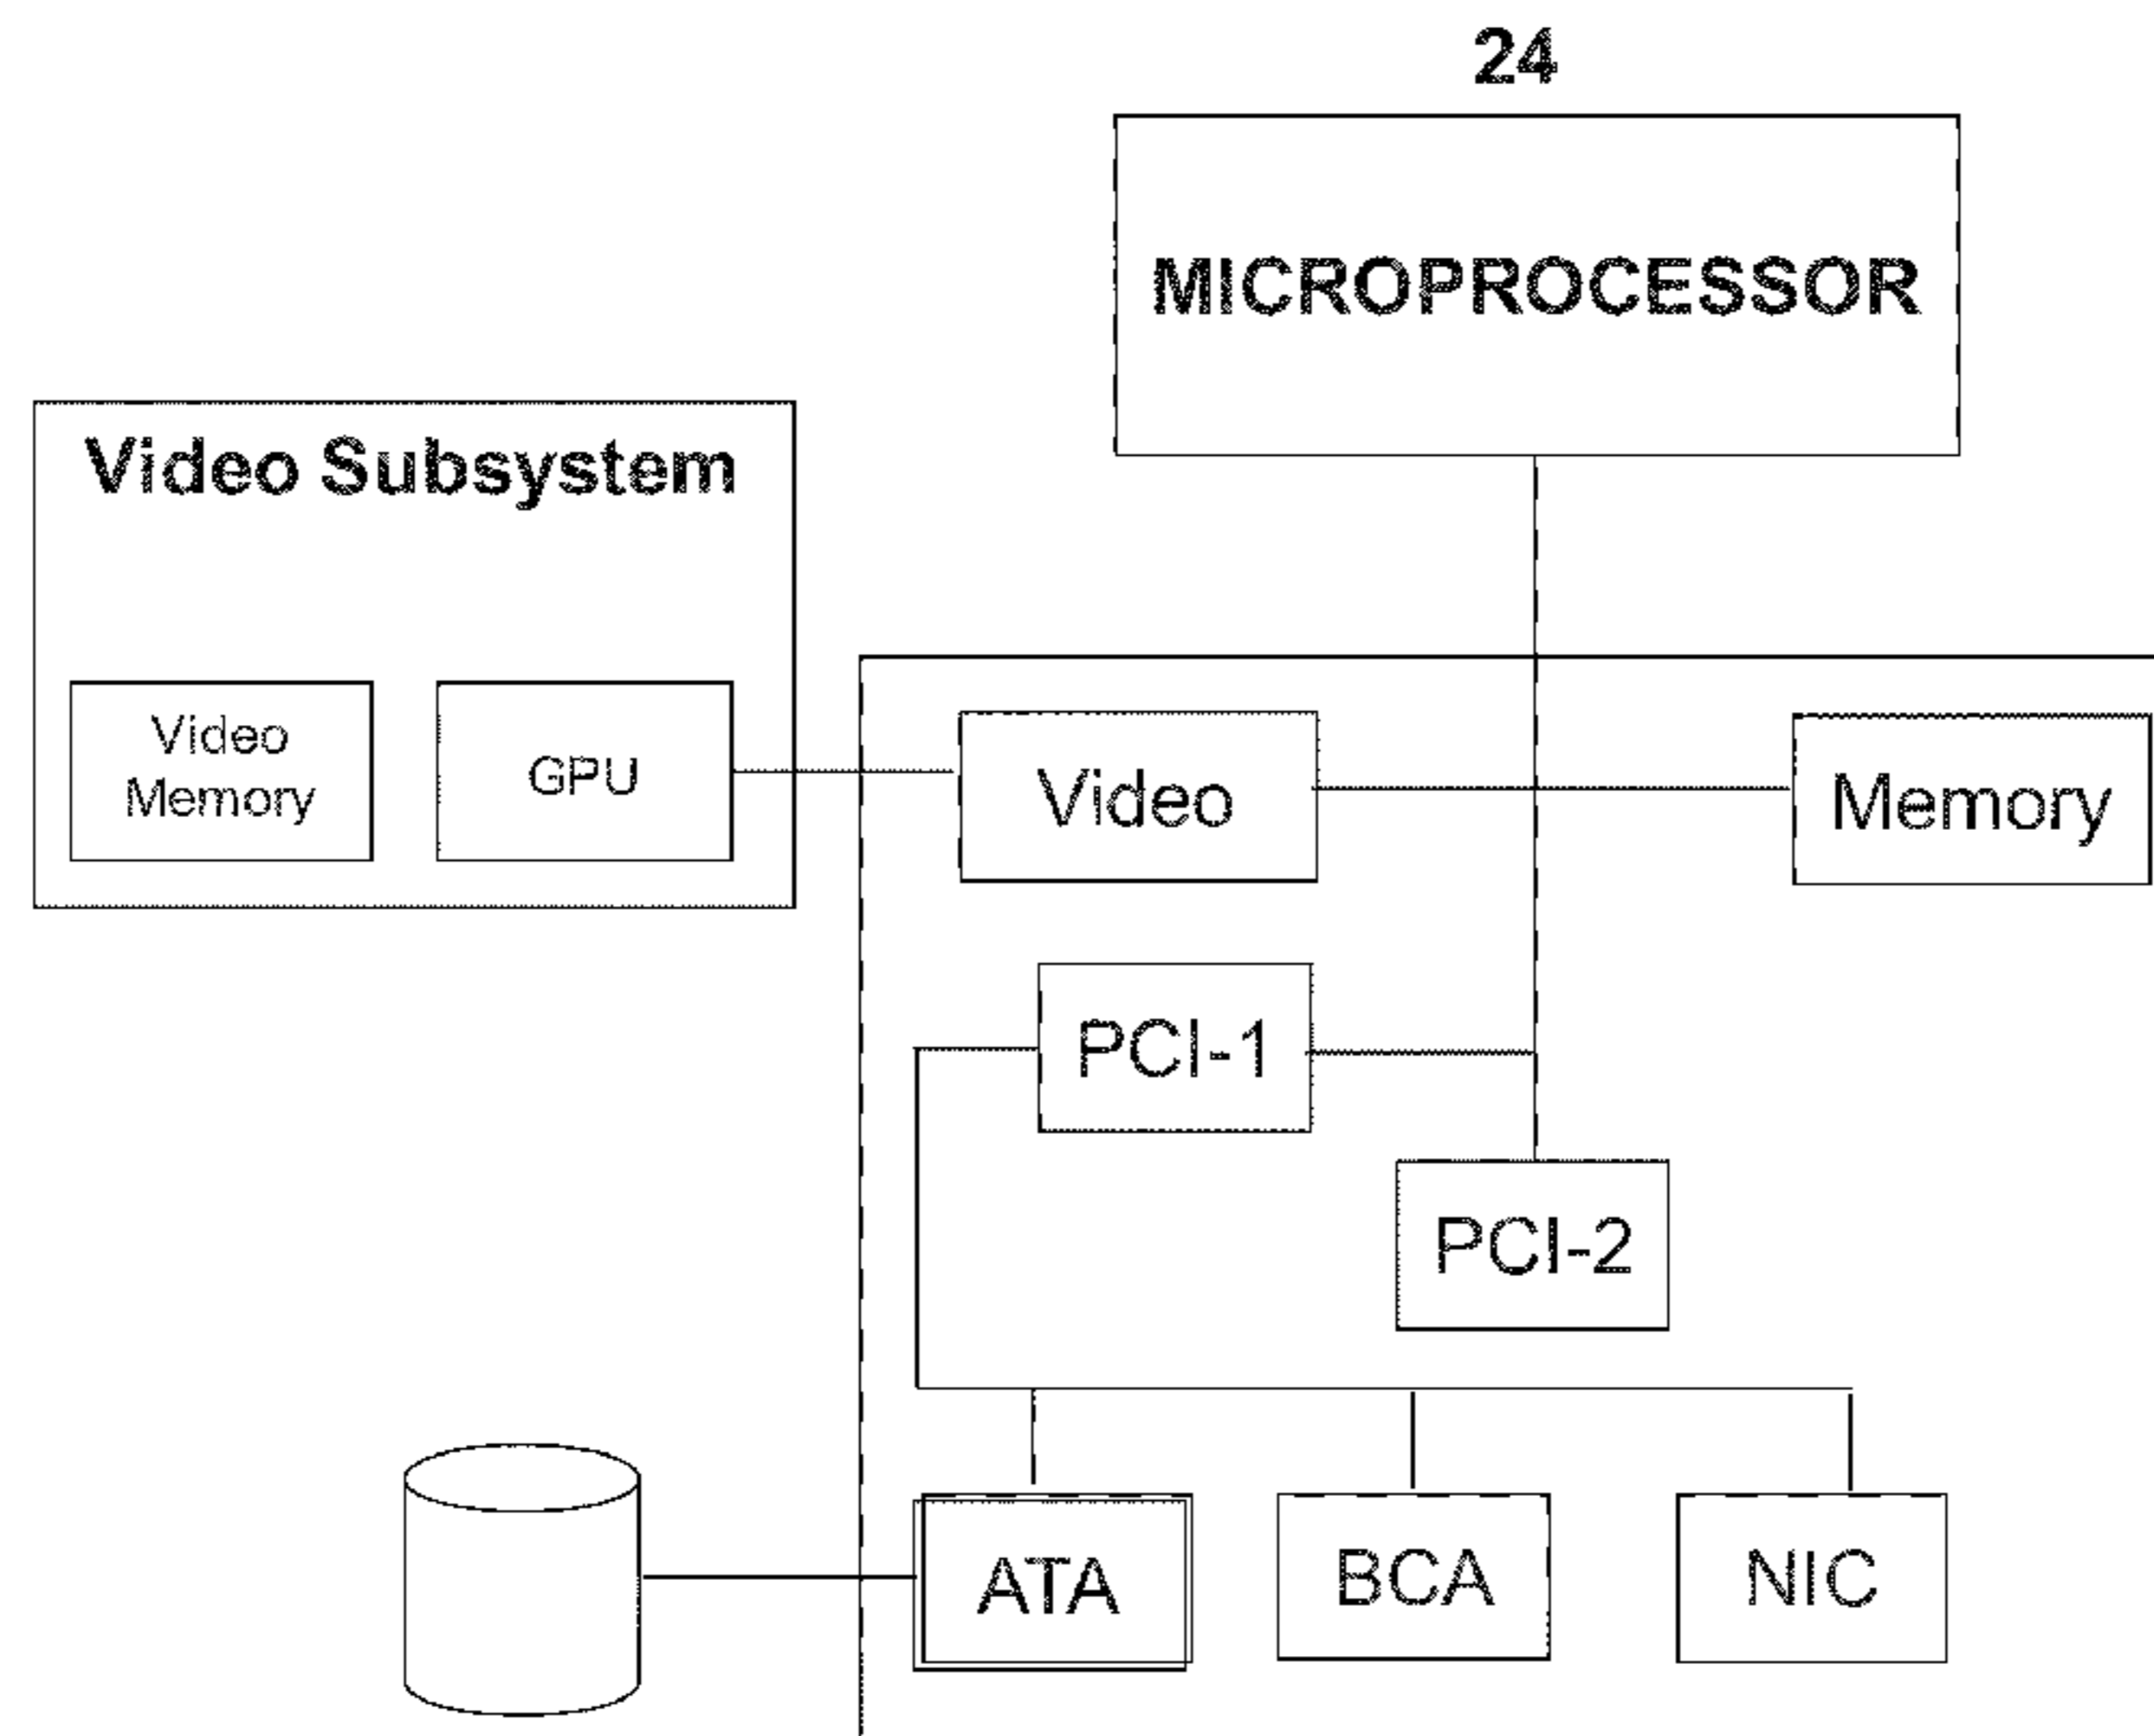 24
MICROPROCESSOR
Video Subsystem
Video
Memory
GPU
Video
Memory
PCI-1
PCI-2
ATA
BCA
NIC